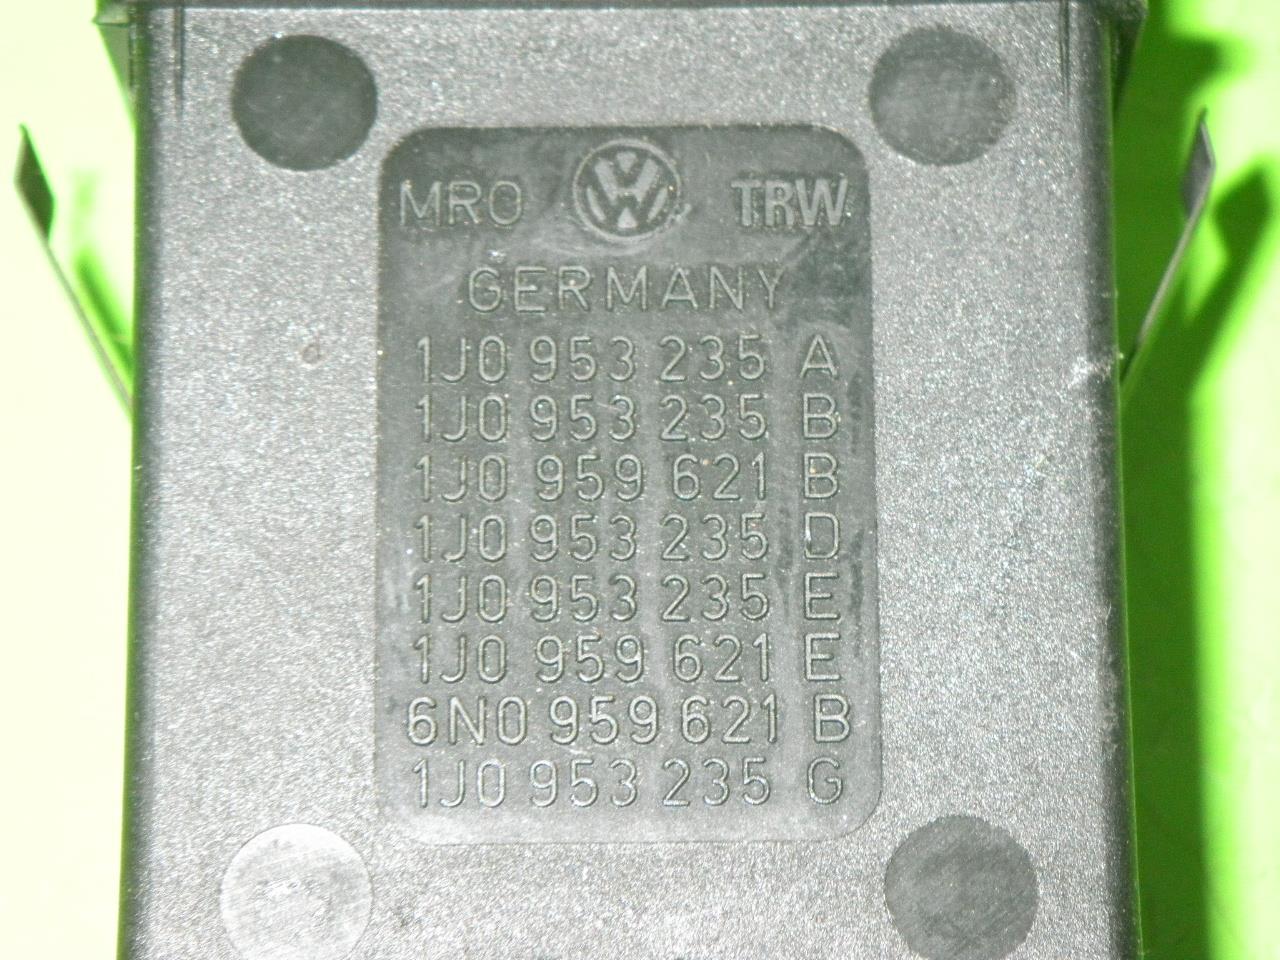 MRO VW TRW
GERMANY
1J0 953 235 A
1J0 953 235 B
1J0 959 621 B
1J0 953 235 D
1J0 953 235 E
1J0 959 621 E
6N0 959 621 B
1J0 953 235 G